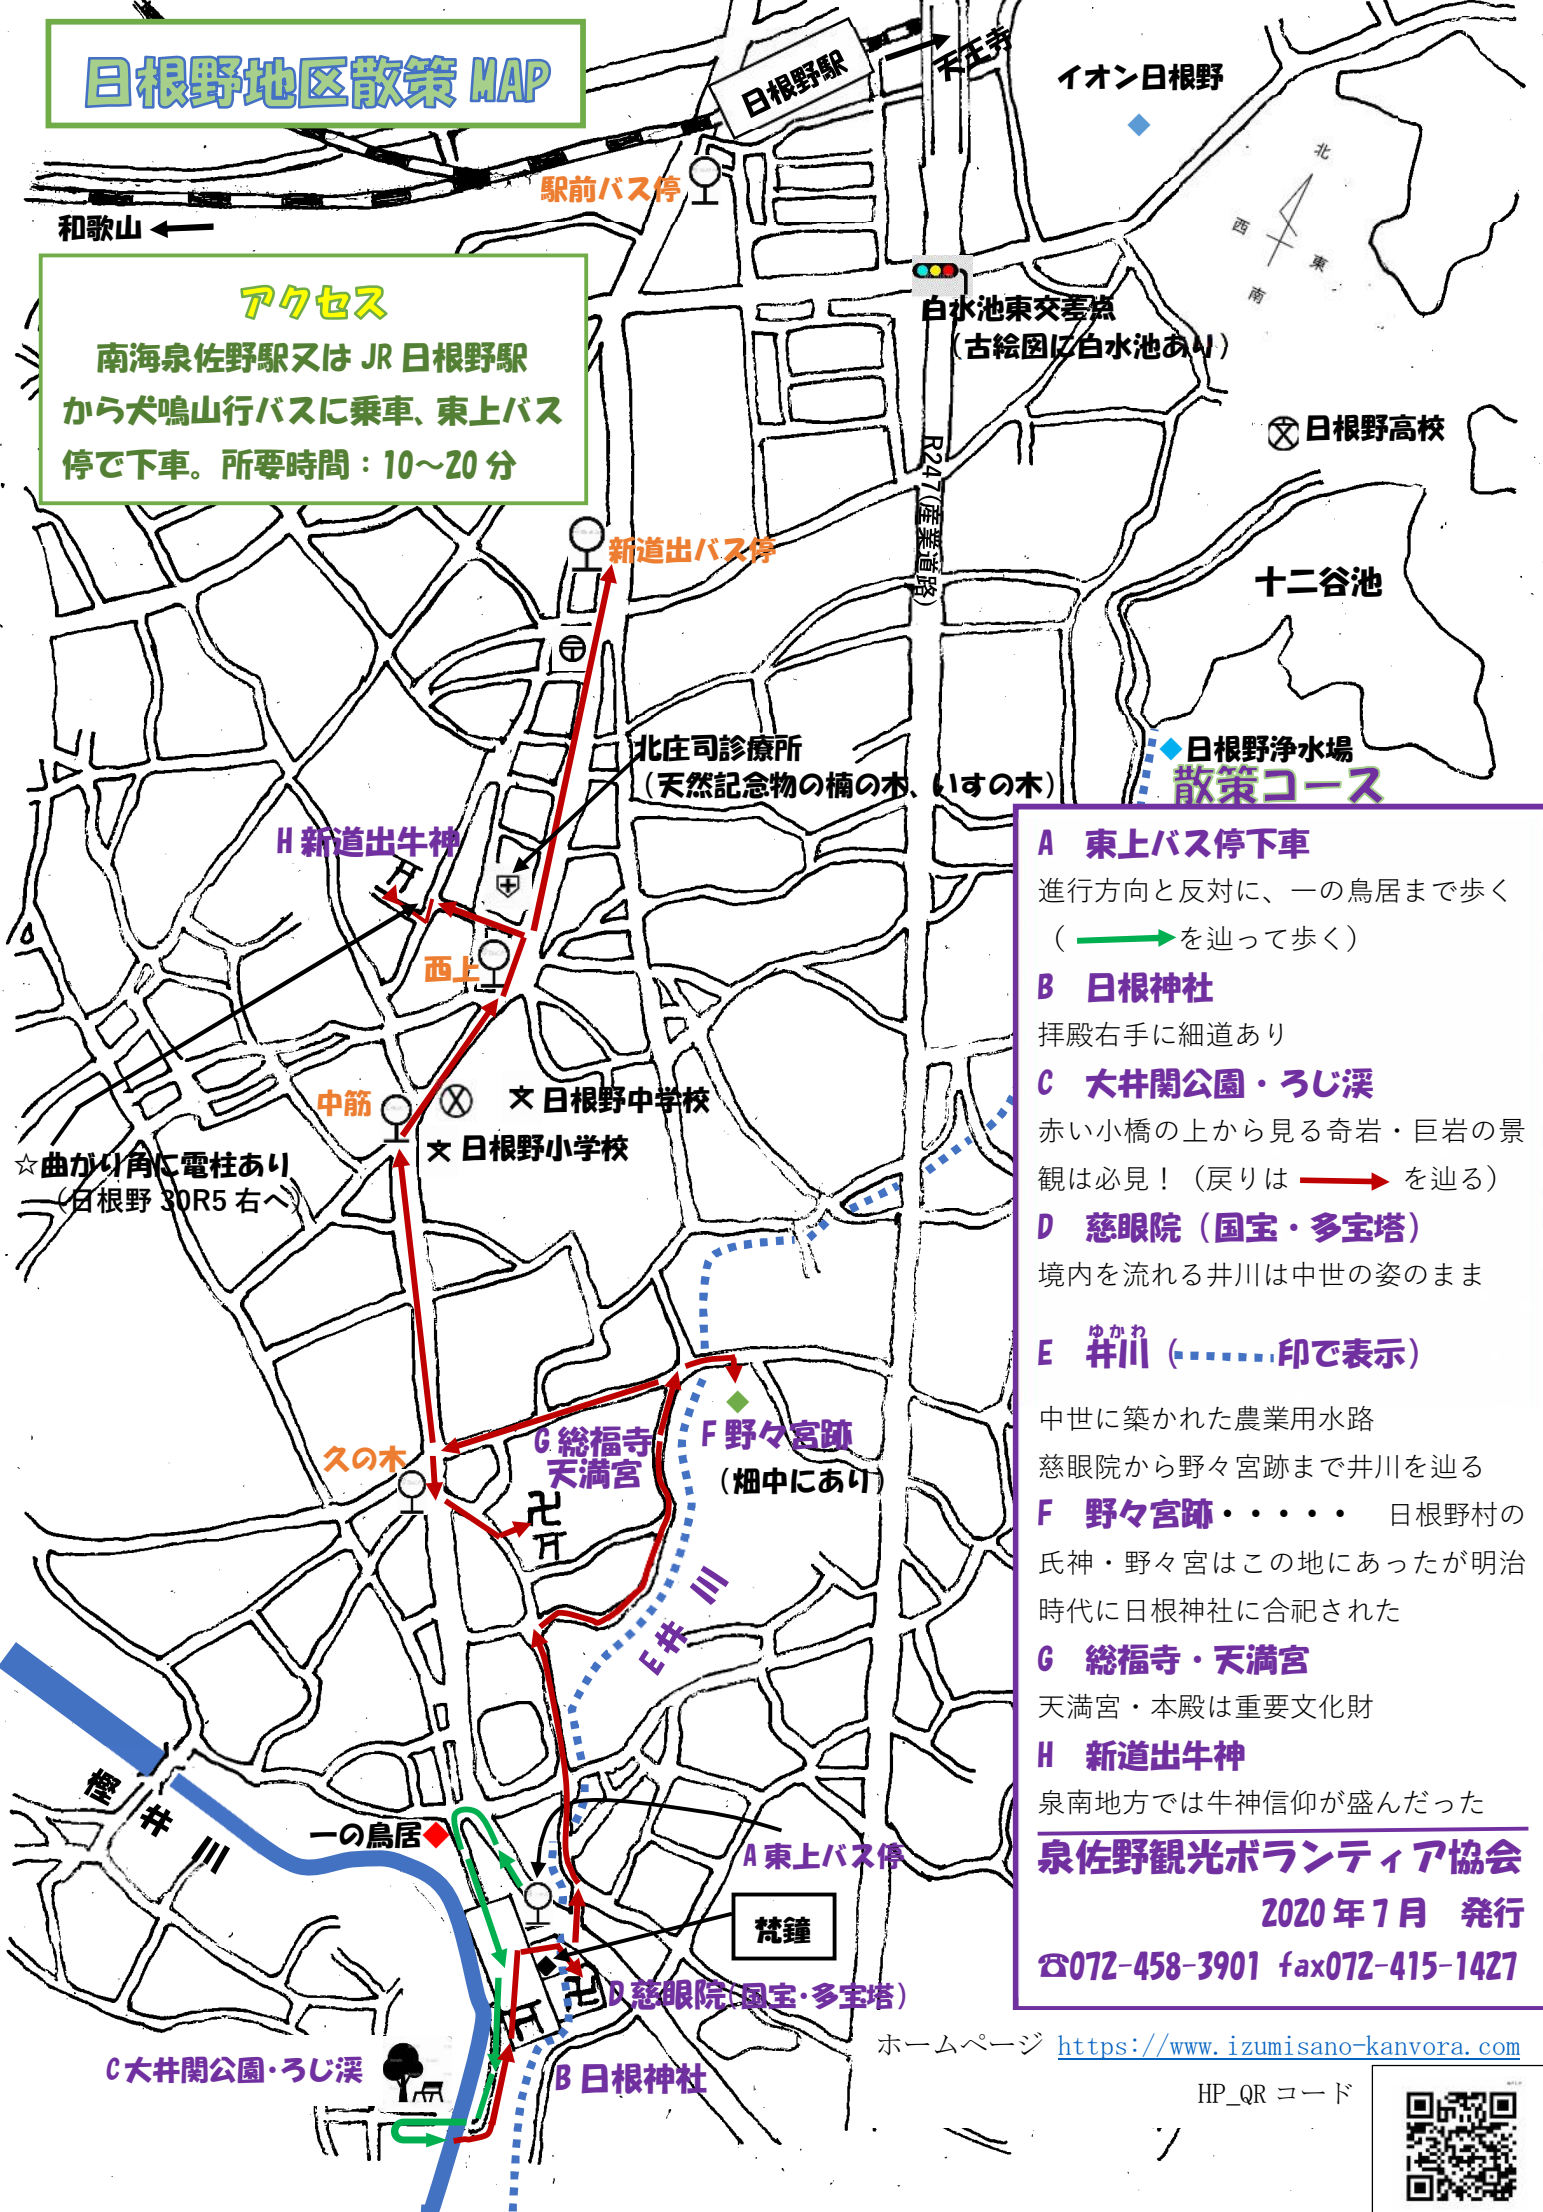 日根野地区散策 MAP
日根野駅
天王寺
イオン日根野
北
西
東
南
駅前バス停
和歌山
アクセス
南海泉佐野駅又は JR 日根野駅
から犬鳴山行バスに乗車、東上バス
停で下車。所要時間：10～20 分
白水池東交差点
（古絵図に白水池あり）
R247(産業道路)
日根野高校
新道出バス停
十二谷池
北庄司診療所
（天然記念物の楠の木、いすの木）
日根野浄水場
H 新道出牛神
西上
中筋
文 日根野中学校
文 日根野小学校
☆曲がり角に電柱あり
（日根野 30R5 右へ）
久の木
G 総福寺
天満宮
F 野々宮跡
（畑中にあり）
E 井川
樫井川
一の鳥居
A 東上バス停
梵鐘
D 慈眼院（国宝・多宝塔）
C 大井関公園・ろじ渓
B 日根神社
散策コース
A 東上バス停下車
進行方向と反対に、一の鳥居まで歩く
（ を辿って歩く）
B 日根神社
拝殿右手に細道あり
C 大井関公園・ろじ渓
赤い小橋の上から見る奇岩・巨岩の景
観は必見！（戻りは を辿る）
D 慈眼院（国宝・多宝塔）
境内を流れる井川は中世の姿のまま
ゆかわ
E 井川（ 印で表示）
中世に築かれた農業用水路
慈眼院から野々宮跡まで井川を辿る
F 野々宮跡・・・・・ 日根野村の
氏神・野々宮はこの地にあったが明治
時代に日根神社に合祀された
G 総福寺・天満宮
天満宮・本殿は重要文化財
H 新道出牛神
泉南地方では牛神信仰が盛んだった
泉佐野観光ボランティア協会
2020 年 7 月 発行
☎072-458-3901 fax072-415-1427
ホームページ https://www.izumisano-kanvora.com
HP_QR コード